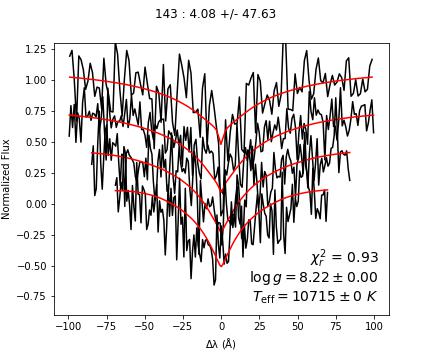 143 : 4.08 +/- 47.63
Normalized Flux
1.25
1.00
0.75
0.50
0.25
0.00
−0.25
−0.50
−0.75
χ²ᵣ = 0.93
log g = 8.22 ± 0.00
T_eff = 10715 ± 0 K
−100 −75 −50 −25 0 25 50 75 100
Δλ (Å)